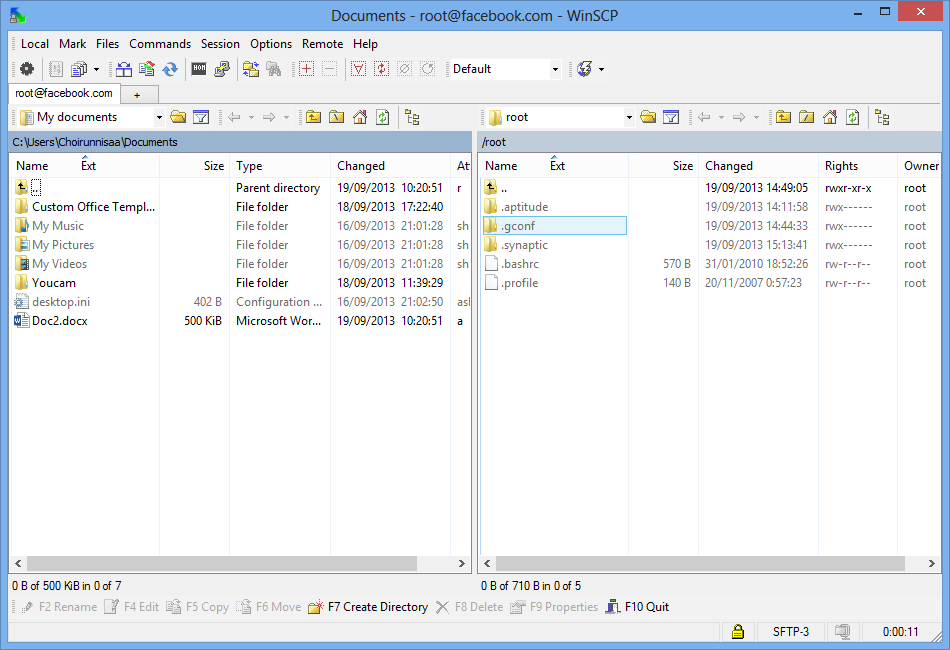 Documents - root@facebook.com - WinSCP
Local Mark Files Commands Session Options Remote Help
Default
root@facebook.com +
My documents
root
C:\Users\Choirunnisaa\Documents
/root
Name Ext Size Type Changed At
.. Parent directory 19/09/2013 10:20:51 r
Custom Office Templ... File folder 18/09/2013 17:22:40
My Music File folder 16/09/2013 21:01:28 sh
My Pictures File folder 16/09/2013 21:01:28 sh
My Videos File folder 16/09/2013 21:01:28 sh
Youcam File folder 18/09/2013 11:39:29
desktop.ini 402 B Configuration ... 16/09/2013 21:02:50 asl
Doc2.docx 500 KiB Microsoft Wor... 19/09/2013 10:20:51 a
Name Ext Size Changed Rights Owner
.. 19/09/2013 14:49:05 rwxr-xr-x root
.aptitude 19/09/2013 14:11:58 rwx------ root
.gconf 19/09/2013 14:44:33 rwx------ root
.synaptic 19/09/2013 15:13:41 rwx------ root
.bashrc 570 B 31/01/2010 18:52:26 rw-r--r-- root
.profile 140 B 20/11/2007 0:57:23 rw-r--r-- root
0 B of 500 KiB in 0 of 7
0 B of 710 B in 0 of 5
F2 Rename F4 Edit F5 Copy F6 Move F7 Create Directory F8 Delete F9 Properties F10 Quit
SFTP-3 0:00:11